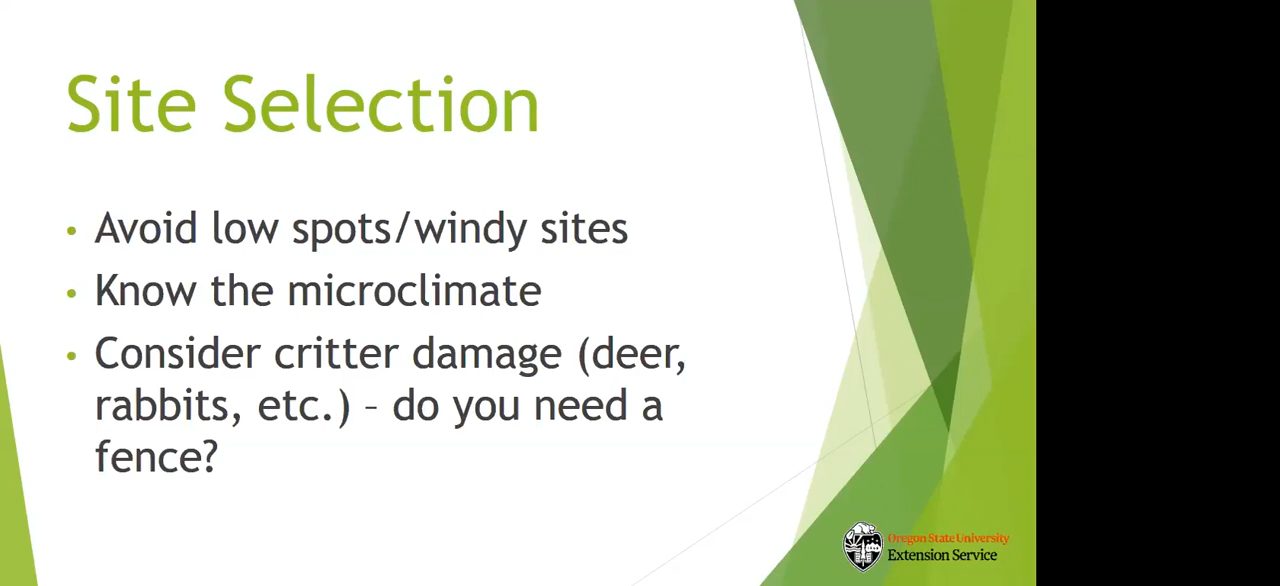 Site Selection
• Avoid low spots/windy sites
• Know the microclimate
• Consider critter damage (deer,
rabbits, etc.) – do you need a
fence?
Oregon State University
Extension Service